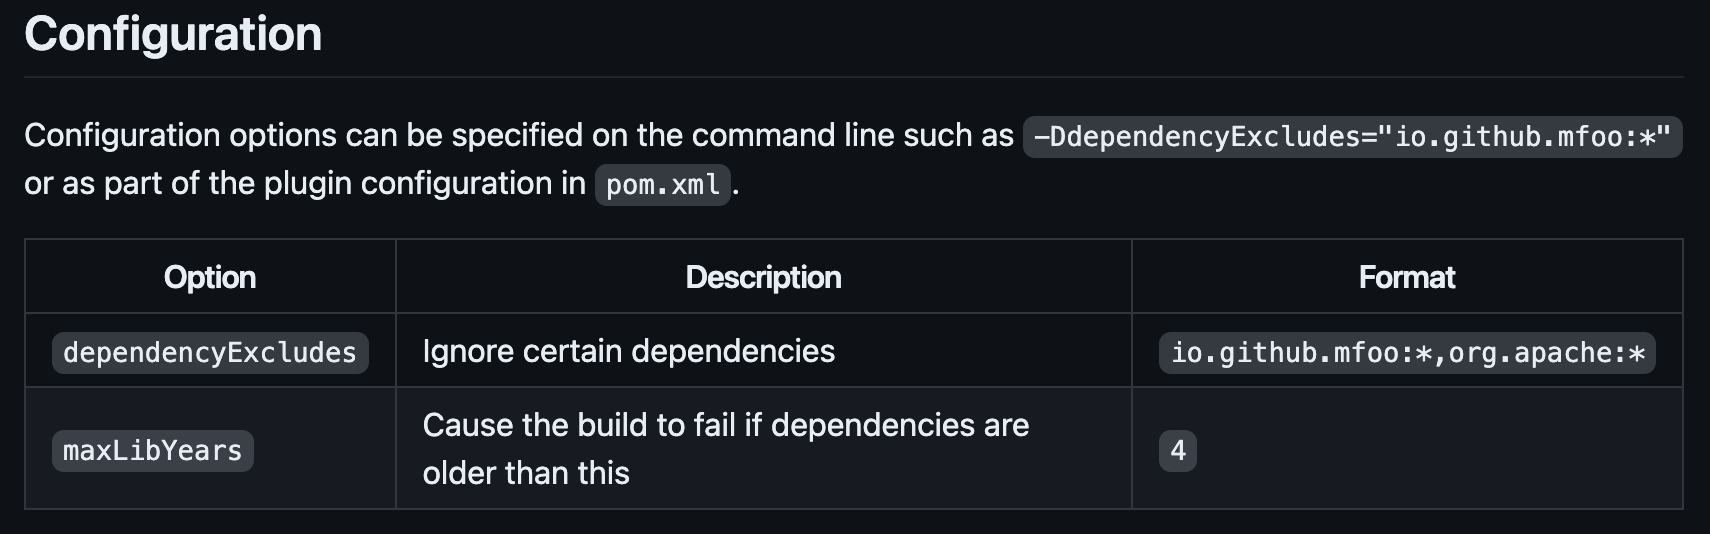 Configuration
Configuration options can be specified on the command line such as -DdependencyExcludes="io.github.mfoo:*"
or as part of the plugin configuration in pom.xml.
Option Description Format
dependencyExcludes Ignore certain dependencies io.github.mfoo:*,org.apache:*
maxLibYears Cause the build to fail if dependencies are
older than this 4